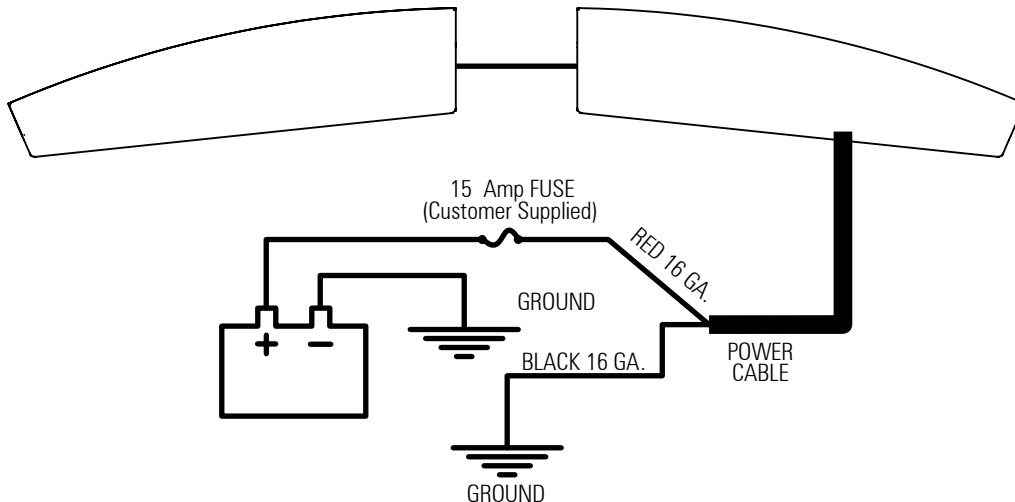 15 Amp FUSE
(Customer Supplied)
RED 16 GA.
GROUND
+ −
BLACK 16 GA.
POWER
CABLE
GROUND